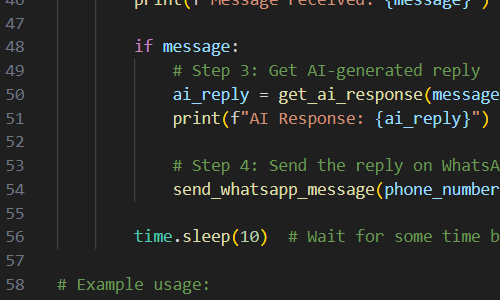 46 print(f"Message received: {message}")
47
48 if message:
49 # Step 3: Get AI-generated reply
50 ai_reply = get_ai_response(message
51 print(f"AI Response: {ai_reply}")
52
53 # Step 4: Send the reply on WhatsA
54 send_whatsapp_message(phone_number
55
56 time.sleep(10)  # Wait for some time b
57
58 # Example usage: